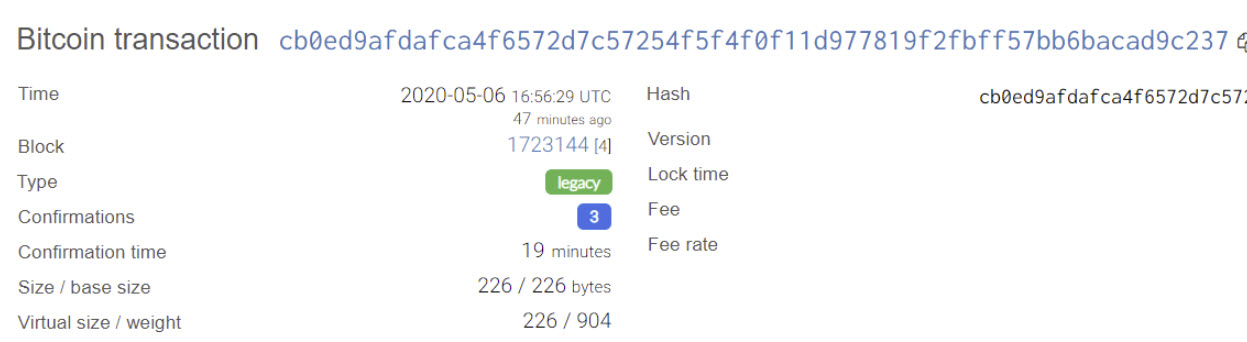 Bitcoin transaction cb0ed9afdafca4f6572d7c57254f5f4f0f11d977819f2fbff57bb6bacad9c237
Time 2020-05-06 16:56:29 UTC
47 minutes ago
Block 1723144 [4]
Type legacy
Confirmations 3
Confirmation time 19 minutes
Size / base size 226 / 226 bytes
Virtual size / weight 226 / 904
Hash cb0ed9afdafca4f6572d7c572
Version
Lock time
Fee
Fee rate